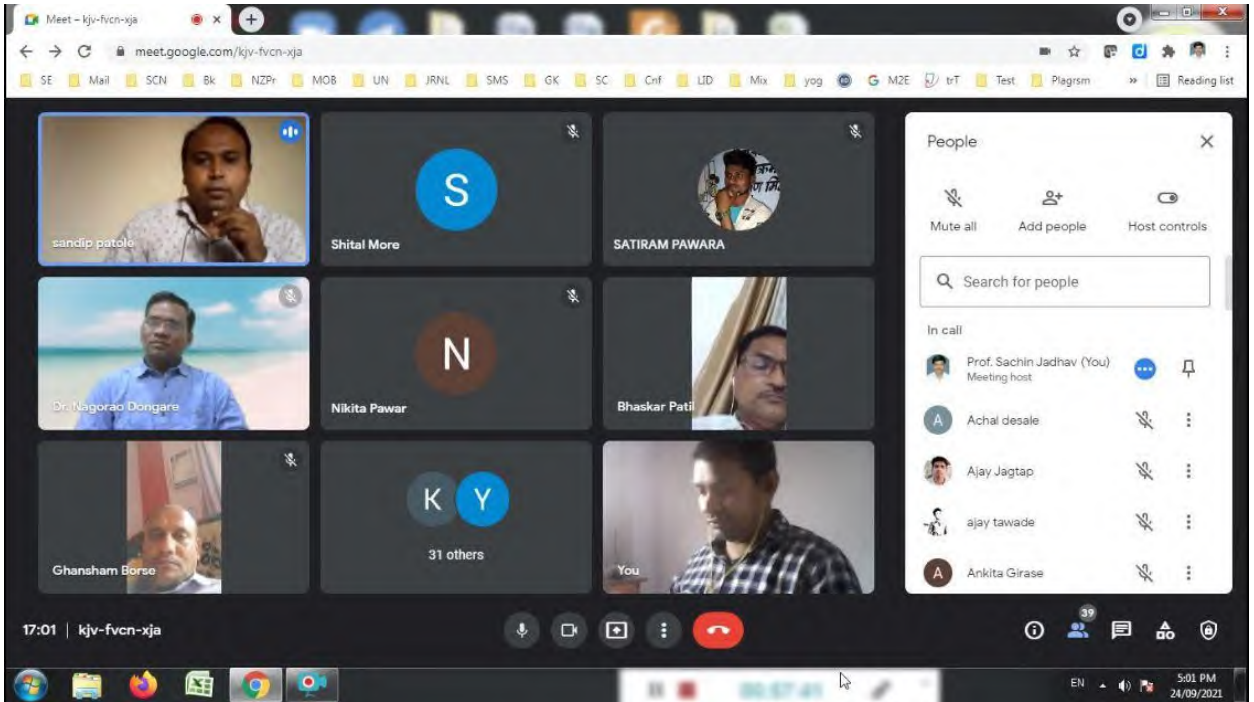 Meet – kjv-fvcn-xja
meet.google.com/kjv-fvcn-xja
SE Mail SCN Bk NZPr MOB UN JRNL SMS GK SC Cnf LID Mix yog G M2E trT Test Plagrsm » Reading list
sandip patole
S
Shital More
SATIRAM PAWARA
Dr. Nagorao Dongare
N
Nikita Pawar
Bhaskar Patil
Ghansham Borse
K Y
31 others
You
People
Mute all Add people Host controls
Search for people
In call
Prof. Sachin Jadhav (You)
Meeting host
A Achal desale
Ajay Jagtap
ajay tawade
A Ankita Girase
17:01 | kjv-fvcn-xja
39
00:57:41
EN
5:01 PM
24/09/2021